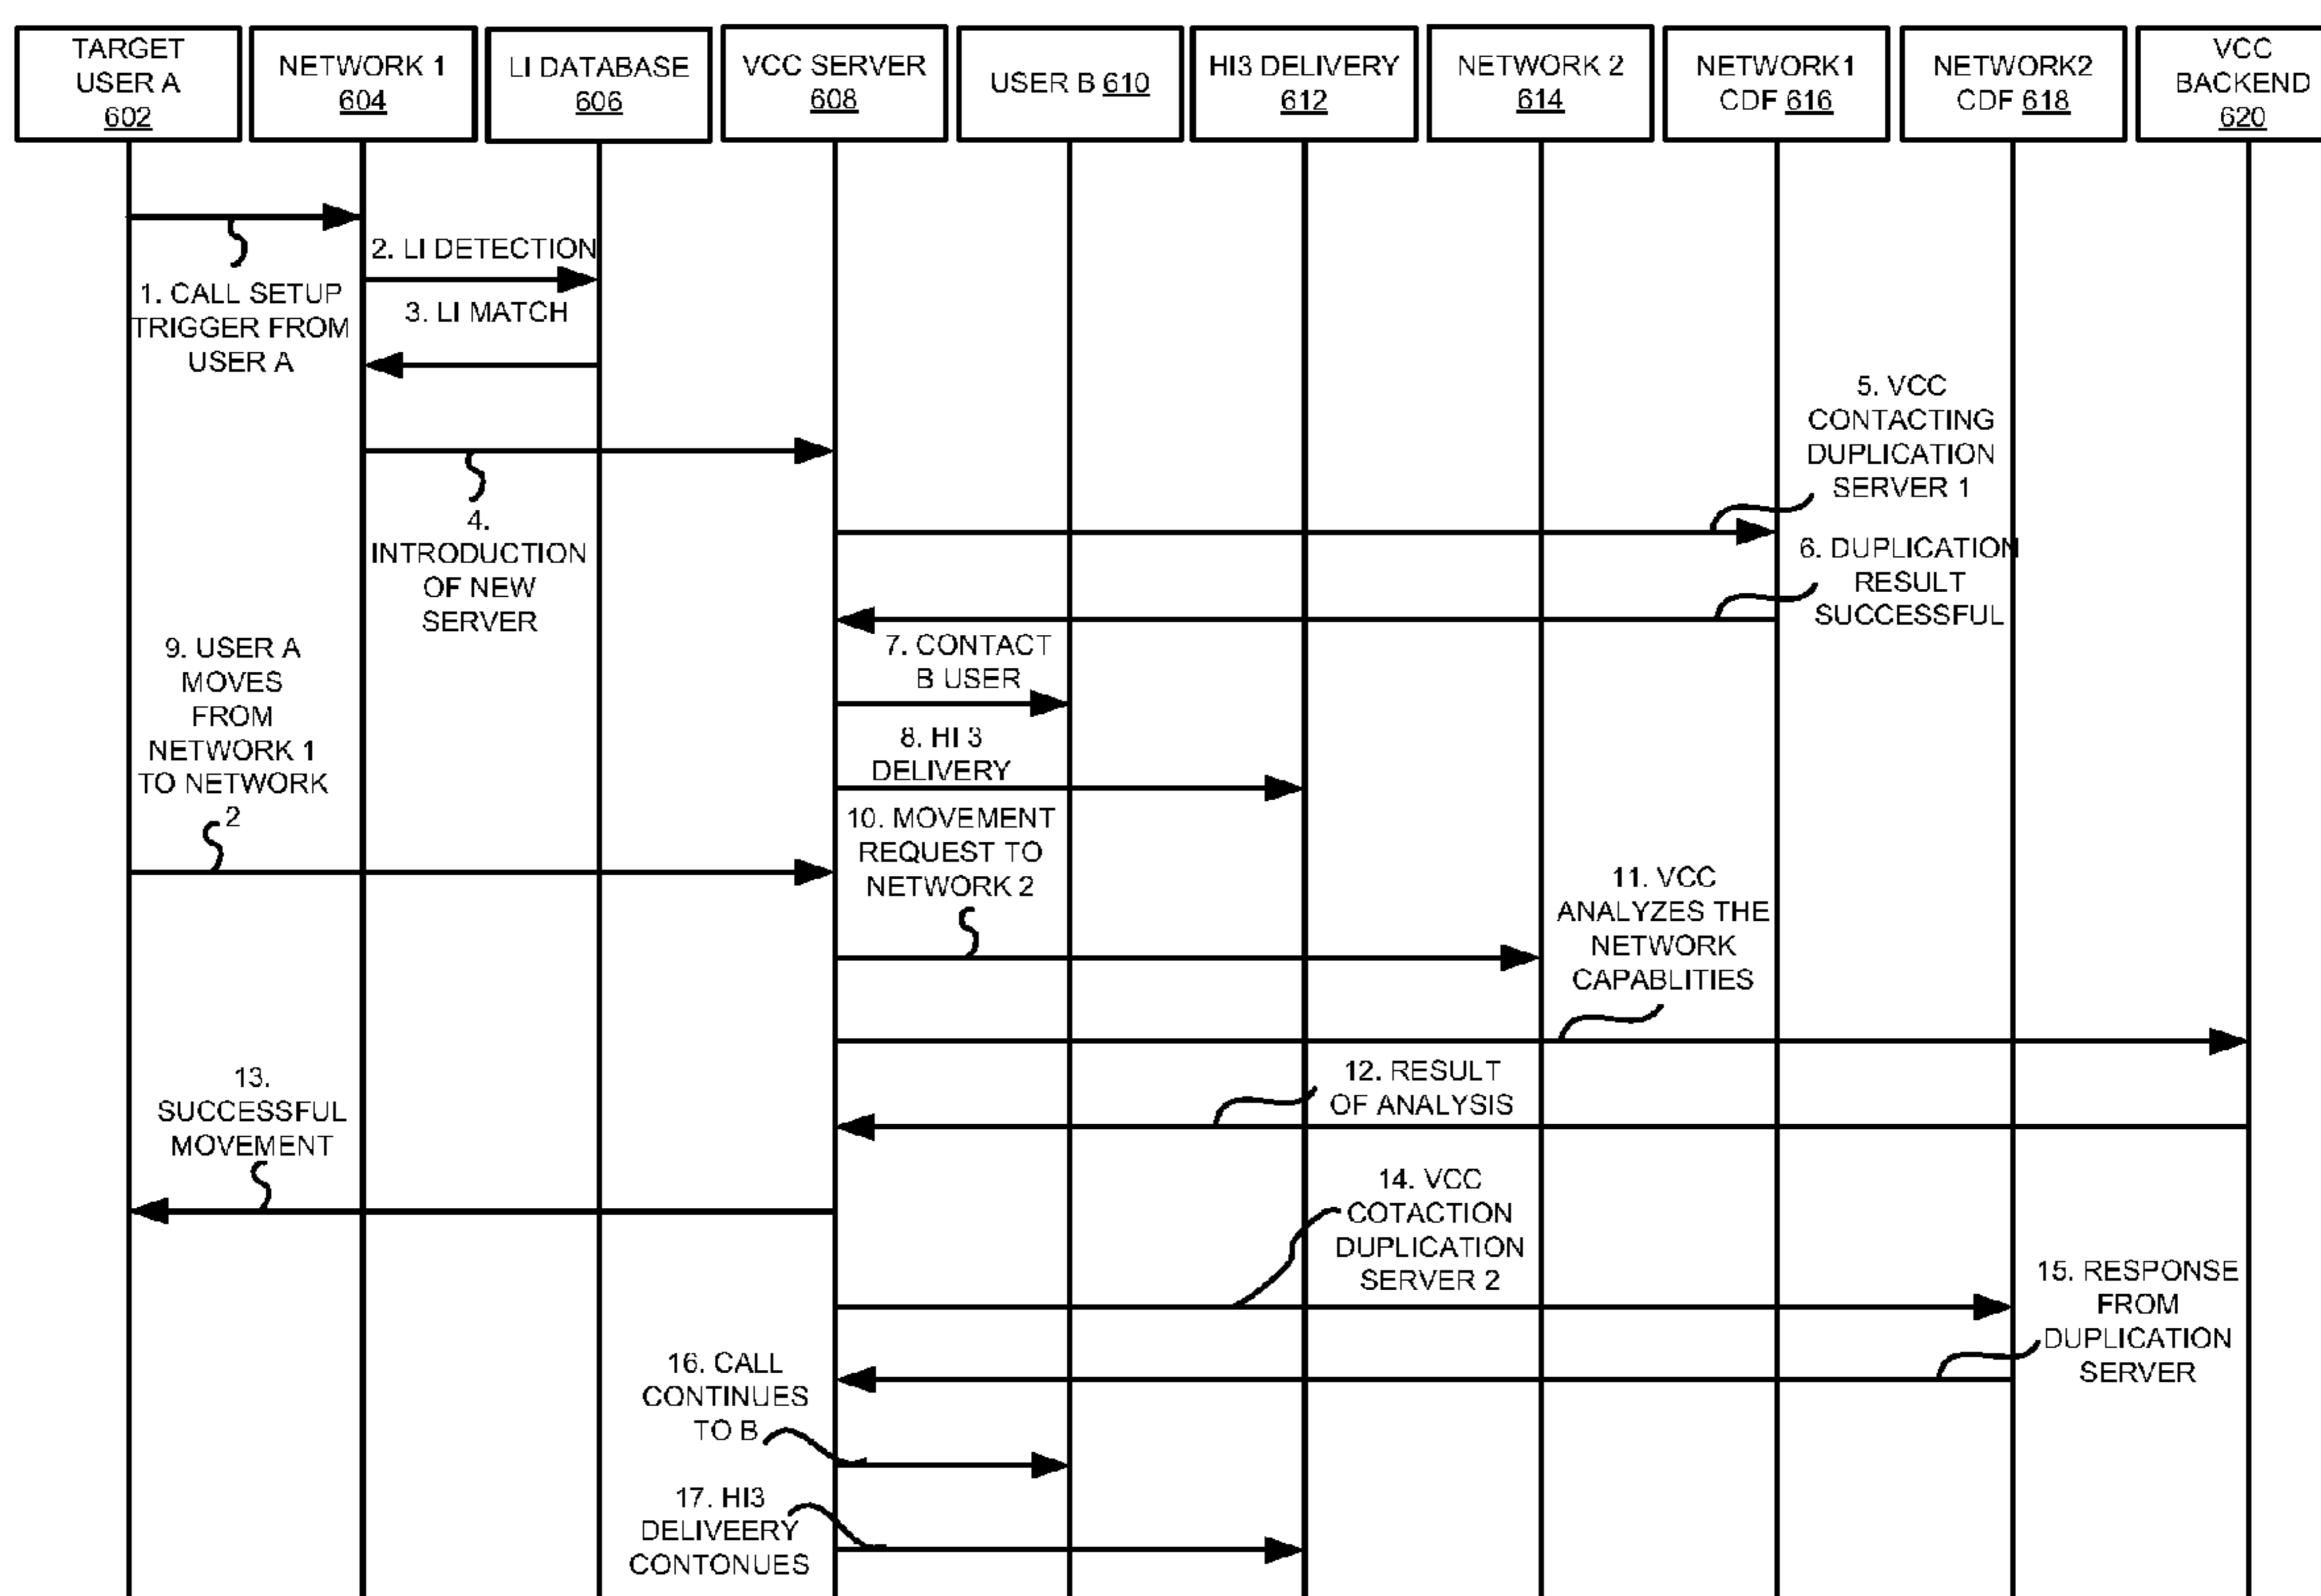 TARGET
USER A
602
NETWORK 1
604
LI DATABASE
606
VCC SERVER
608
USER B 610
HI3 DELIVERY
612
NETWORK 2
614
NETWORK1
CDF 616
NETWORK2
CDF 618
VCC
BACKEND
620
1. CALL SETUP
TRIGGER FROM
USER A
2. LI DETECTION
3. LI MATCH
4.
INTRODUCTION
OF NEW
SERVER
5. VCC
CONTACTING
DUPLICATION
SERVER 1
6. DUPLICATION
RESULT
SUCCESSFUL
7. CONTACT
B USER
8. HI 3
DELIVERY
9. USER A
MOVES
FROM
NETWORK 1
TO NETWORK
2
10. MOVEMENT
REQUEST TO
NETWORK 2
11. VCC
ANALYZES THE
NETWORK
CAPABLITIES
12. RESULT
OF ANALYSIS
13.
SUCCESSFUL
MOVEMENT
14. VCC
COTACTION
DUPLICATION
SERVER 2
15. RESPONSE
FROM
DUPLICATION
SERVER
16. CALL
CONTINUES
TO B
17. HI3
DELIVEERY
CONTONUES